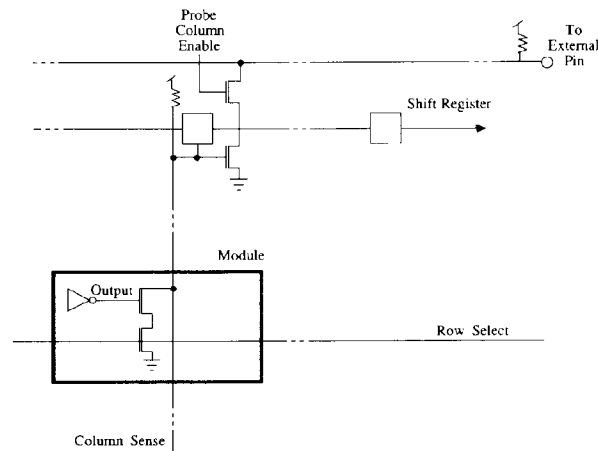 Probe
Column
Enable
To
External
Pin
Shift Register
Module
Output
Row Select
Column Sense